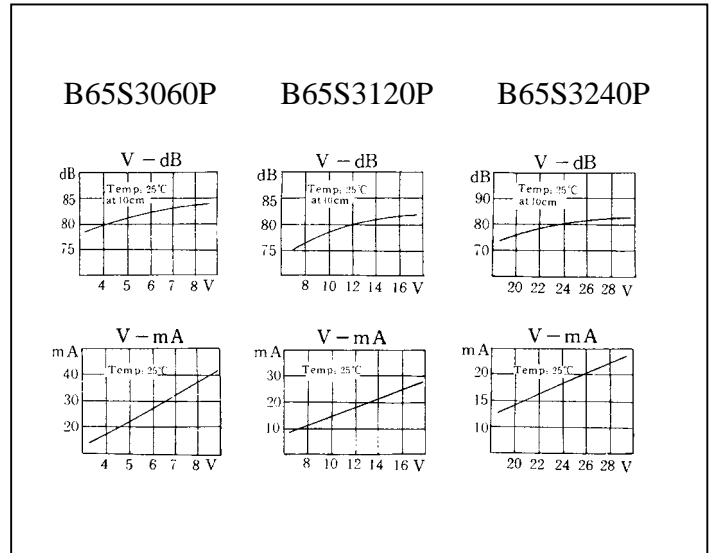 B65S3060P B65S3120P B65S3240P
V – dB V – dB V – dB
dB dB dB
85 Temp: 25℃ 85 Temp: 25℃ 90 Temp: 25℃
at 10cm at 10cm at 10cm
80 80 80
75 75 70
4 5 6 7 8 V 8 10 12 14 16 V 20 22 24 26 28 V
V – mA V – mA V – mA
mA mA mA
40 Temp: 25℃ 30 Temp: 25℃ 20 Temp: 25℃
30 20 15
20 10 10
4 5 6 7 8 V 8 10 12 14 16 V 20 22 24 26 28 V